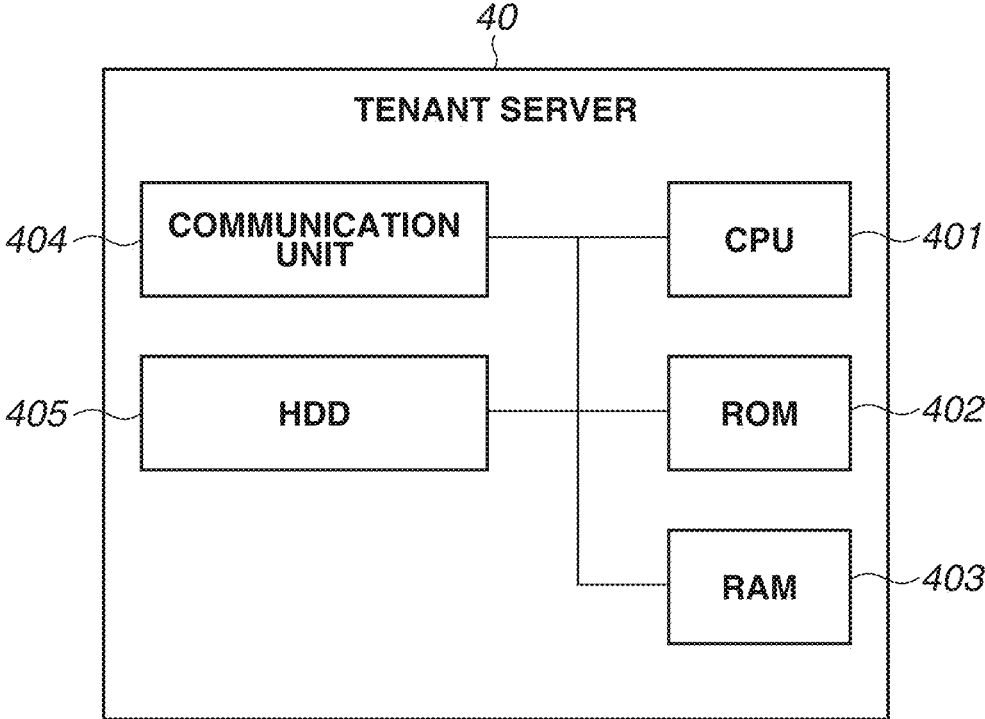 40
TENANT SERVER
404
COMMUNICATION
UNIT
CPU
401
405
HDD
ROM
402
RAM
403